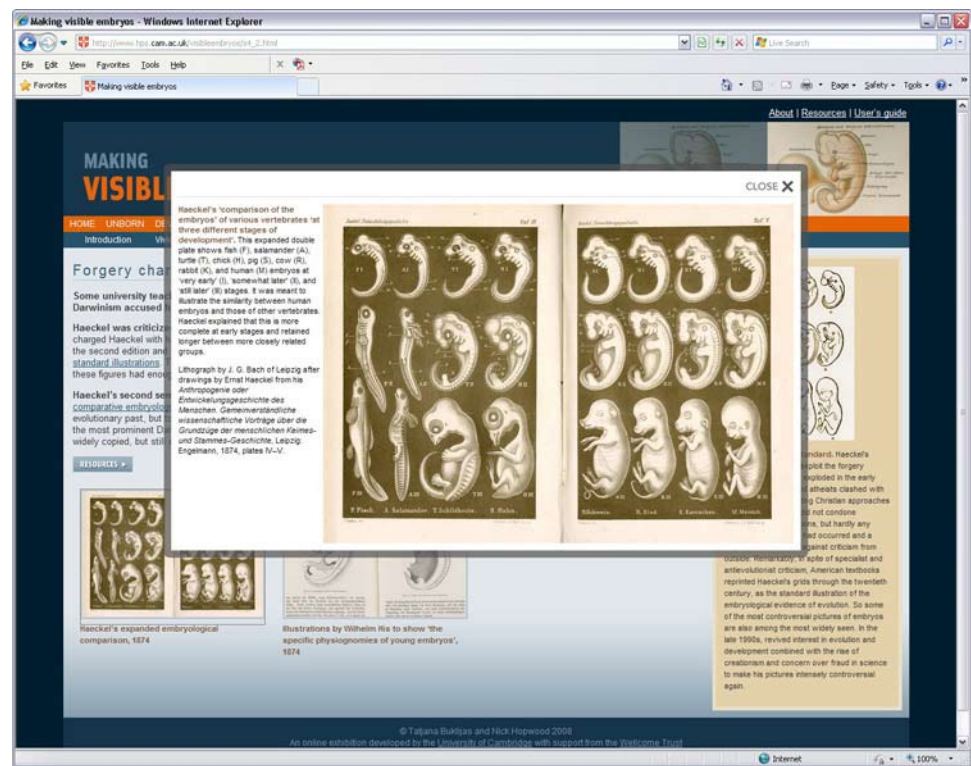 Making visible embryos - Windows Internet Explorer
http://www.hps.cam.ac.uk/visibleembryos/s4_2.html
Live Search
File Edit View Favorites Tools Help
Favorites
Making visible embryos
Page Safety Tools
About | Resources | User's guide
MAKING
VISIBL
CLOSE X
HOME UNBORN DE
Introduction
Haeckel's 'comparison of the
embryos' of various vertebrates 'at
three different stages of
development'. This expanded double
plate shows fish (F), salamander (A),
turtle (T), chick (H), pig (S), cow (R),
rabbit (K), and human (M) embryos at
'very early' (I), 'somewhat later' (II), and
'still later' (III) stages. It was meant to
illustrate the similarity between human
embryos and those of other vertebrates.
Haeckel explained that this is more
complete at early stages and retained
longer between more closely related
groups.
Lithograph by J. G. Bach of Leipzig after
drawings by Ernst Haeckel from his
Anthropogenie oder
Entwickelungsgeschichte des
Menschen. Gemeinverständliche
wissenschaftliche Vorträge über die
Grundzüge der menschlichen Keimes-
und Stammes-Geschichte, Leipzig:
Engelmann, 1874, plates IV–V.
Forgery cha
Some university tea
Darwinism accused
Haeckel was criticiz
charged Haeckel with
the second edition and
standard illustrations.
these figures had enou
Haeckel's second se
comparative embryolo
evolutionary past, but
the most prominent Da
widely copied, but still
RESOURCES
Haeckel's expanded embryological
comparison, 1874
Illustrations by Wilhelm His to show 'the
specific physiognomies of young embryos',
1874
andard. Haeckel's
xploit the forgery
xploded in the early
atheists clashed with
g Christian approaches
d not condone
ns, but hardly any
ad occurred and a
gainst criticism from
outside. Remarkably, in spite of specialist and
antievolutionist criticism, American textbooks
reprinted Haeckel's grids through the twentieth
century, as the standard illustration of the
embryological evidence of evolution. So some
of the most controversial pictures of embryos
are also among the most widely seen. In the
late 1990s, revived interest in evolution and
development combined with the rise of
creationism and concern over fraud in science
to make his pictures intensely controversial
again.
© Tatjana Buklijas and Nick Hopwood 2008
An online exhibition developed by the University of Cambridge with support from the Wellcome Trust
Internet
100%